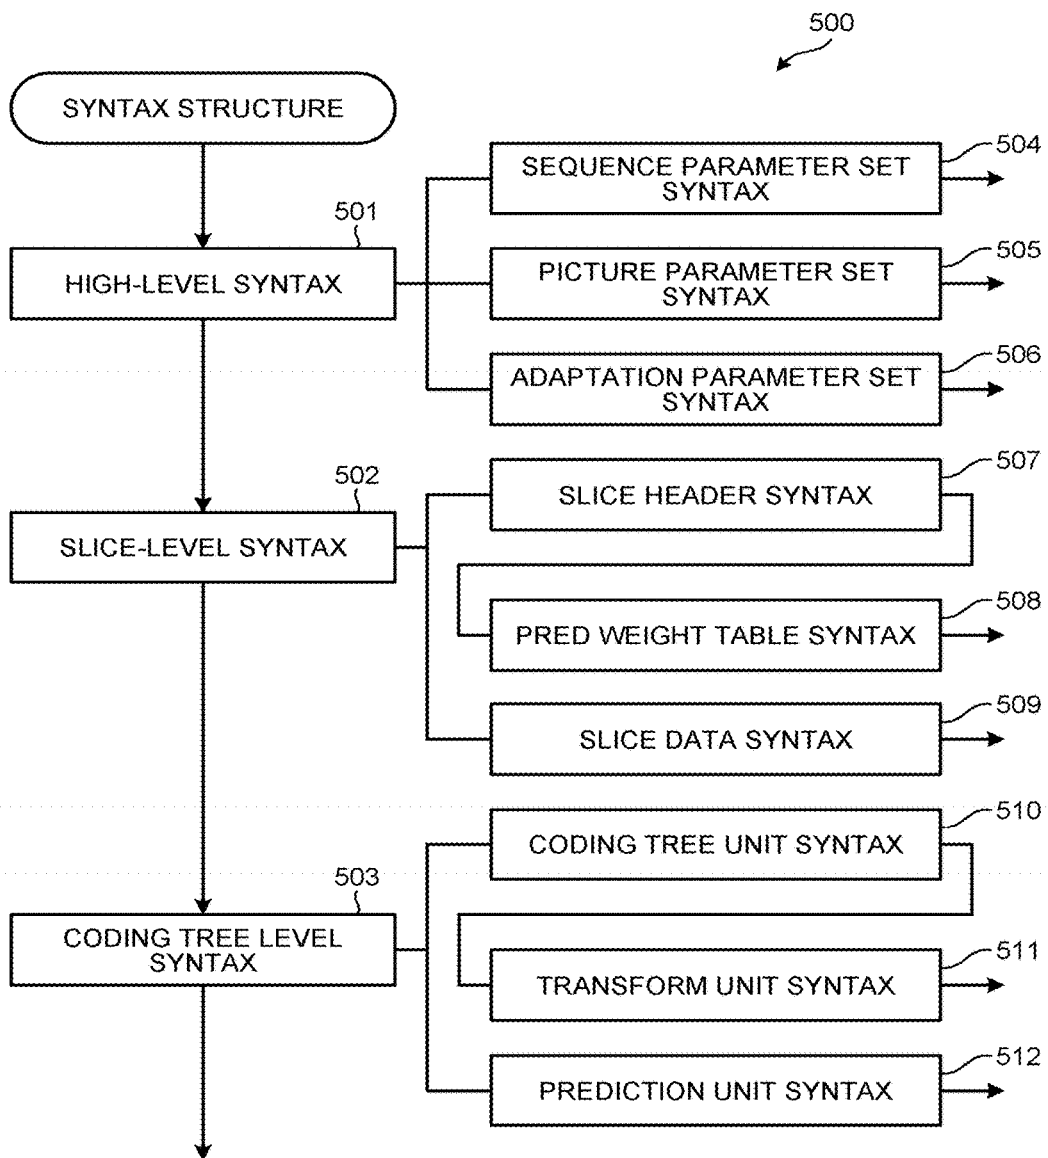 500
SYNTAX STRUCTURE
501
HIGH-LEVEL SYNTAX
504
SEQUENCE PARAMETER SET
SYNTAX
505
PICTURE PARAMETER SET
SYNTAX
506
ADAPTATION PARAMETER SET
SYNTAX
502
SLICE-LEVEL SYNTAX
507
SLICE HEADER SYNTAX
508
PRED WEIGHT TABLE SYNTAX
509
SLICE DATA SYNTAX
503
CODING TREE LEVEL
SYNTAX
510
CODING TREE UNIT SYNTAX
511
TRANSFORM UNIT SYNTAX
512
PREDICTION UNIT SYNTAX